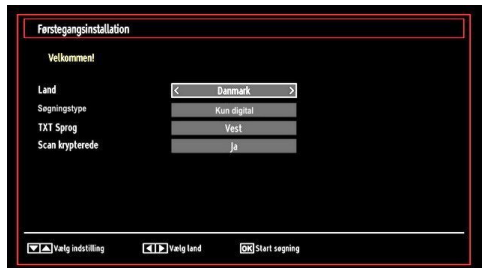 Førstegangsinstallation
Velkommen!
Land < Danmark >
Søgningstype Kun digital
TXT Sprog Vest
Scan krypterede Ja
Vælg indstilling Vælg land OK Start søgning